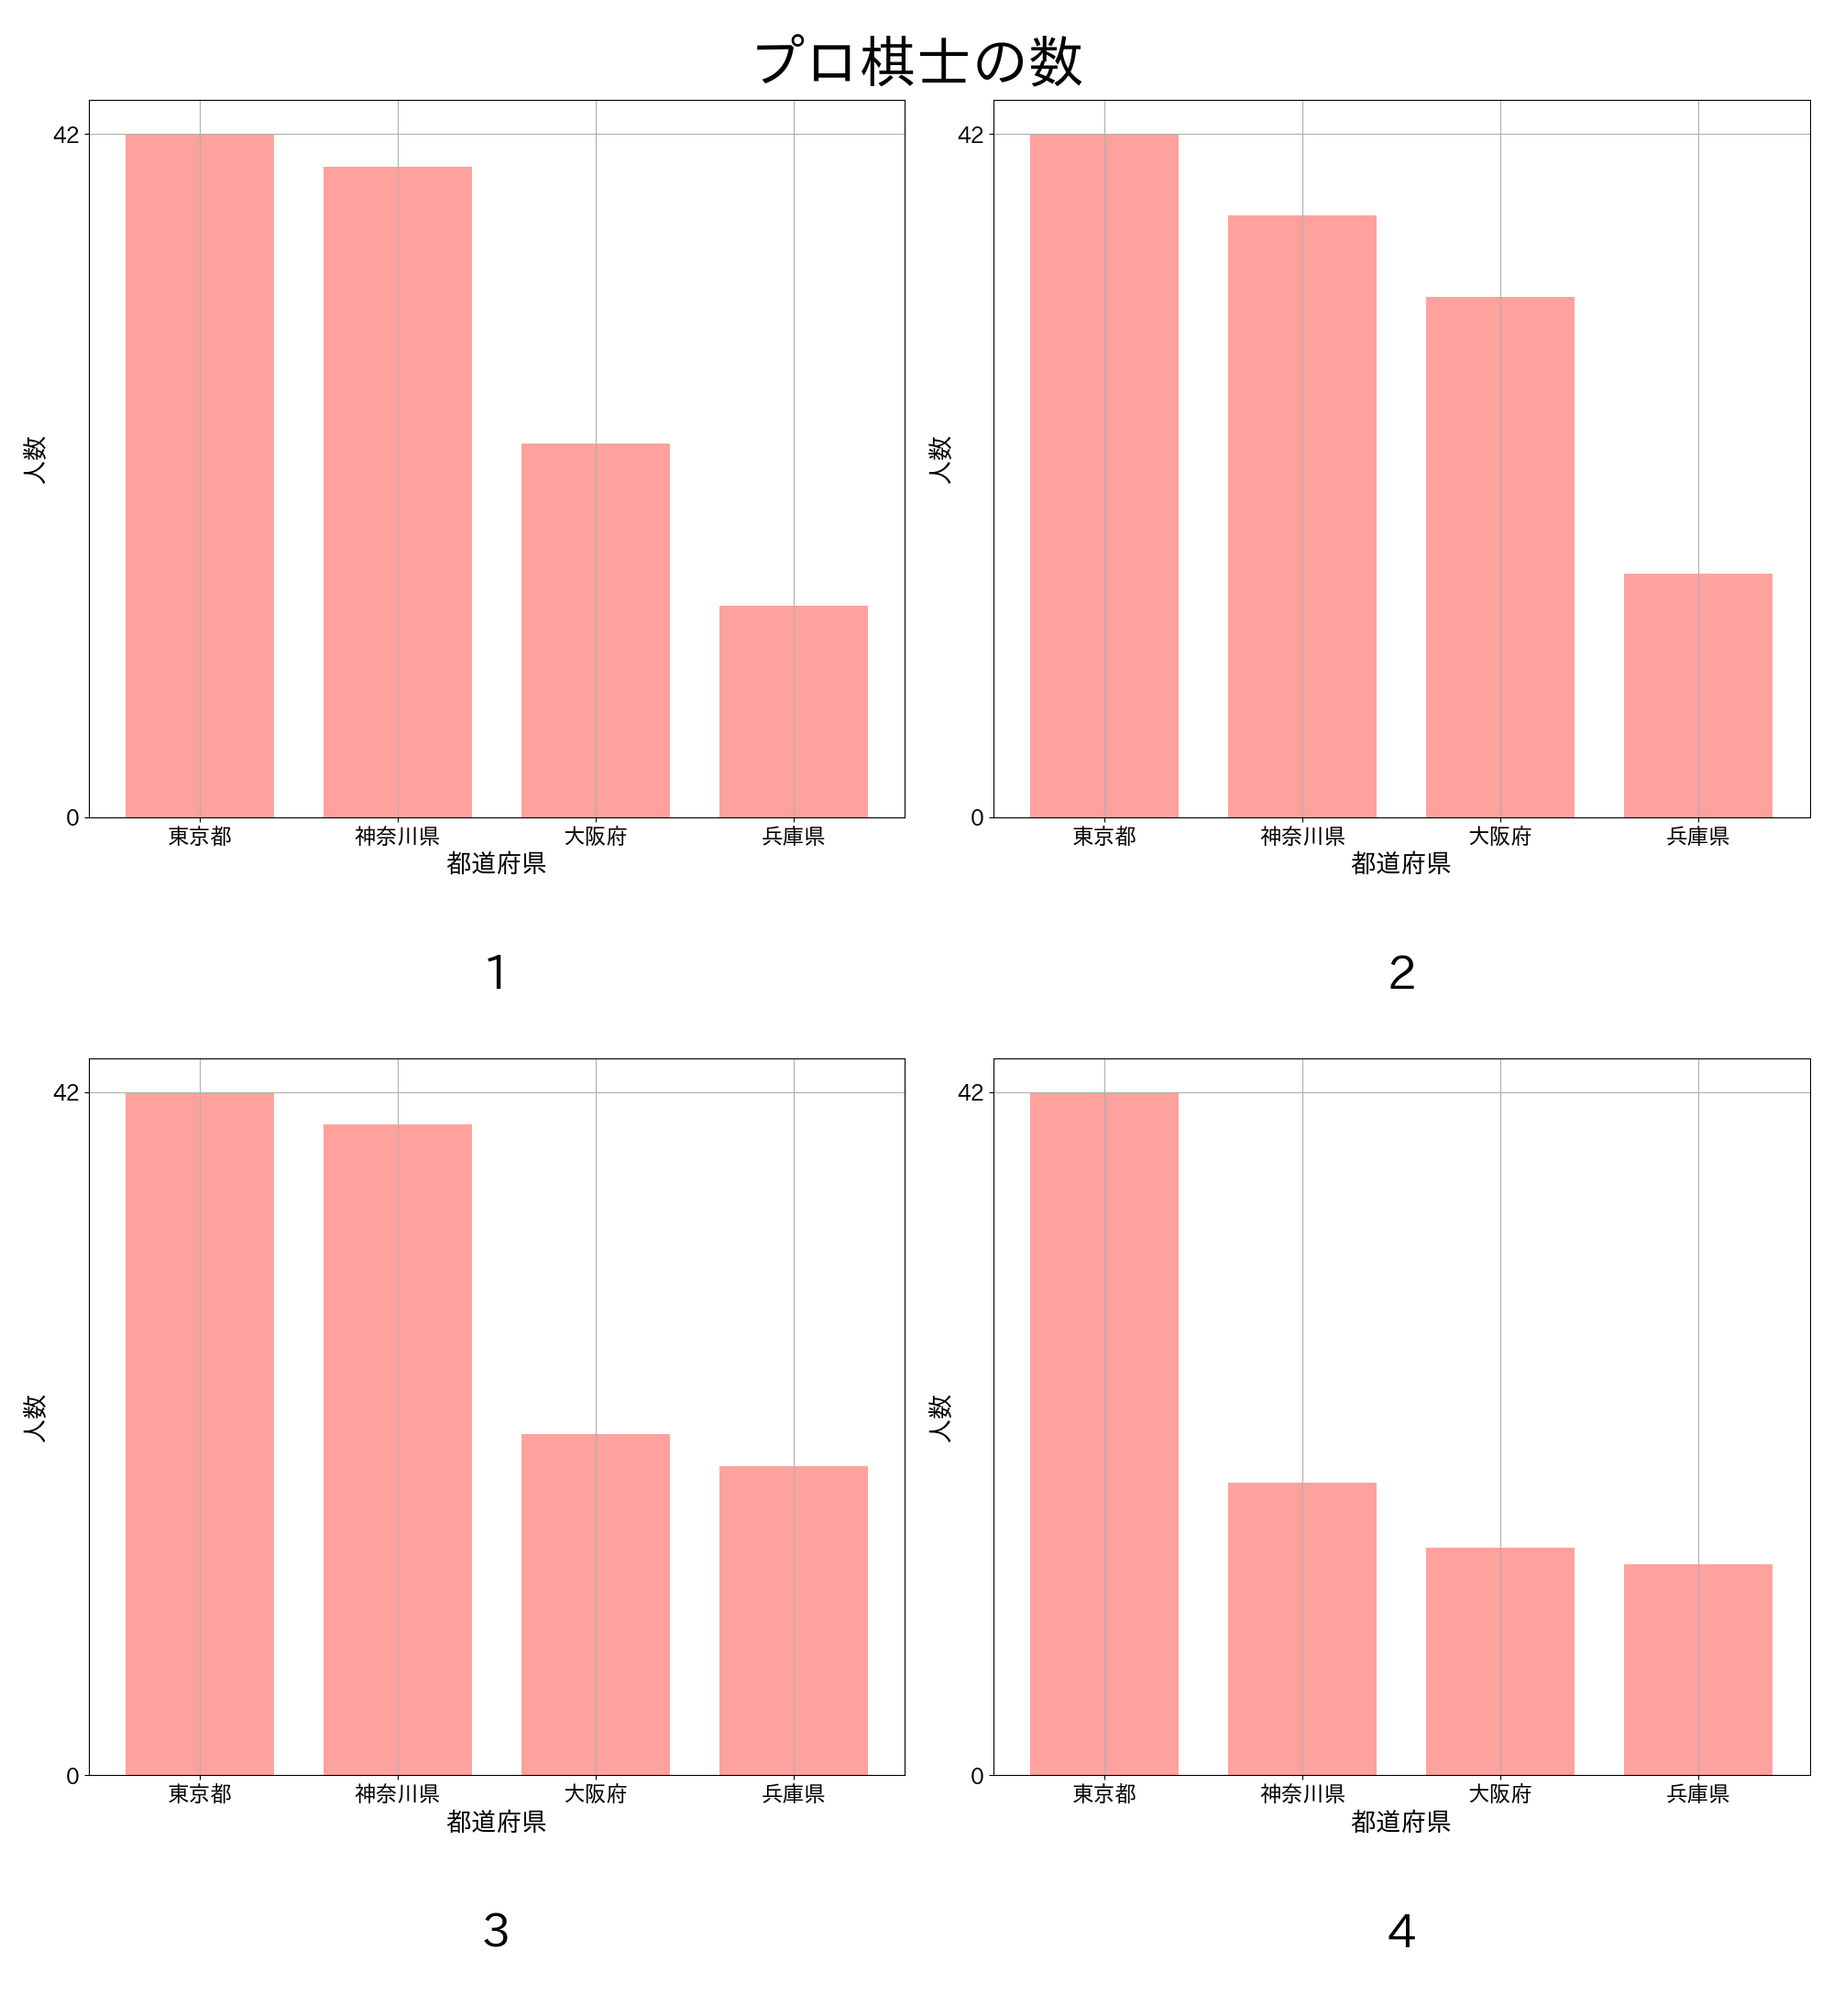 プロ棋士の数
42
0
人数
東京都 神奈川県 大阪府 兵庫県
都道府県
1
42
0
人数
東京都 神奈川県 大阪府 兵庫県
都道府県
2
42
0
人数
東京都 神奈川県 大阪府 兵庫県
都道府県
3
42
0
人数
東京都 神奈川県 大阪府 兵庫県
都道府県
4